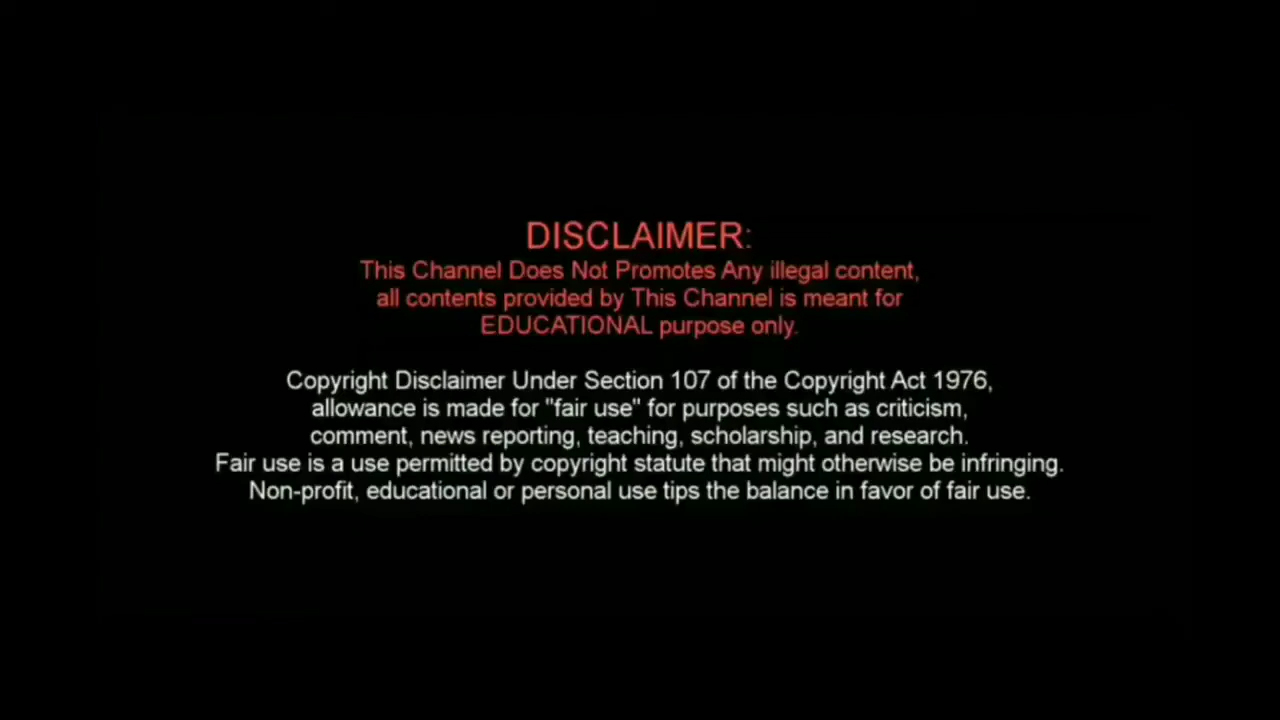 DISCLAIMER:
This Channel Does Not Promotes Any illegal content,
all contents provided by This Channel is meant for
EDUCATIONAL purpose only.
Copyright Disclaimer Under Section 107 of the Copyright Act 1976,
allowance is made for "fair use" for purposes such as criticism,
comment, news reporting, teaching, scholarship, and research.
Fair use is a use permitted by copyright statute that might otherwise be infringing.
Non-profit, educational or personal use tips the balance in favor of fair use.